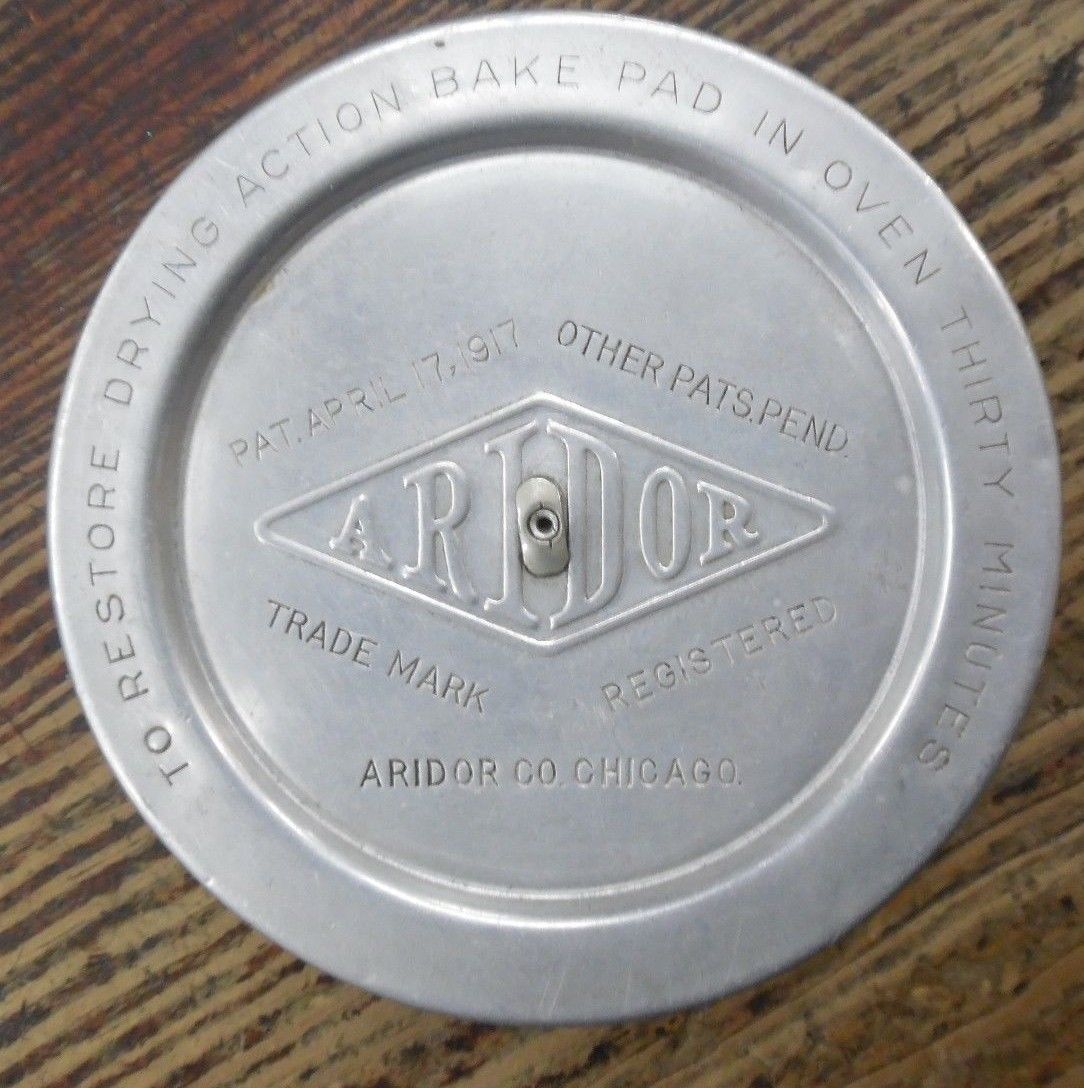 TO RESTORE DRYING ACTION BAKE PAD IN OVEN THIRTY MINUTES
PAT. APRIL 17, 1917 OTHER PATS. PEND.
ARIDOR
TRADE MARK REGISTERED
ARIDOR CO. CHICAGO.